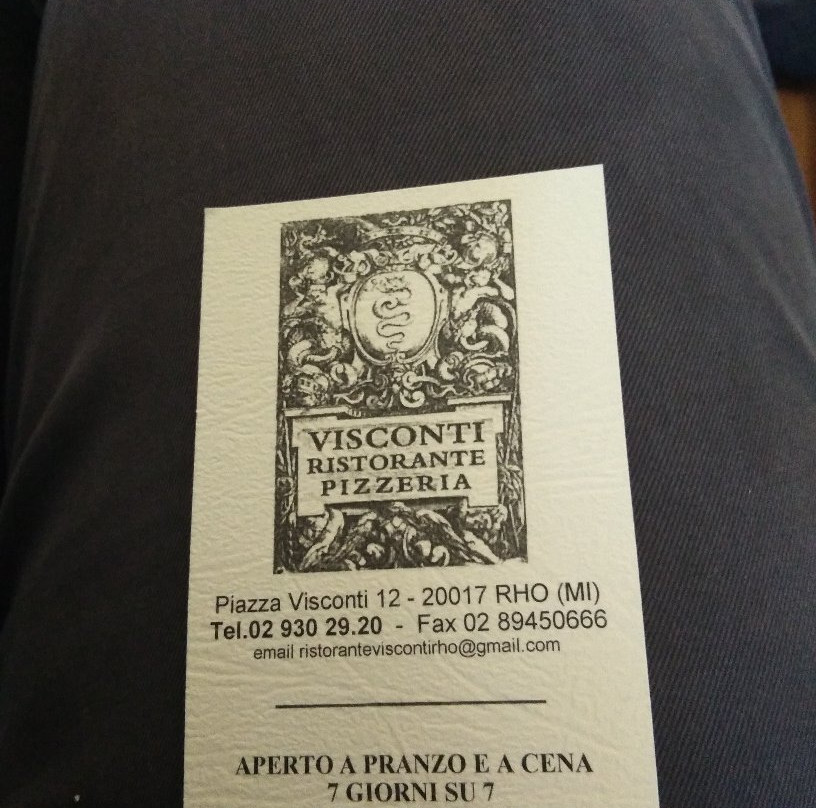 VISCONTI
RISTORANTE
PIZZERIA
Piazza Visconti 12 - 20017 RHO (MI)
Tel.02 930 29.20 - Fax 02 89450666
email ristoranteviscontirho@gmail.com
APERTO A PRANZO E A CENA
7 GIORNI SU 7